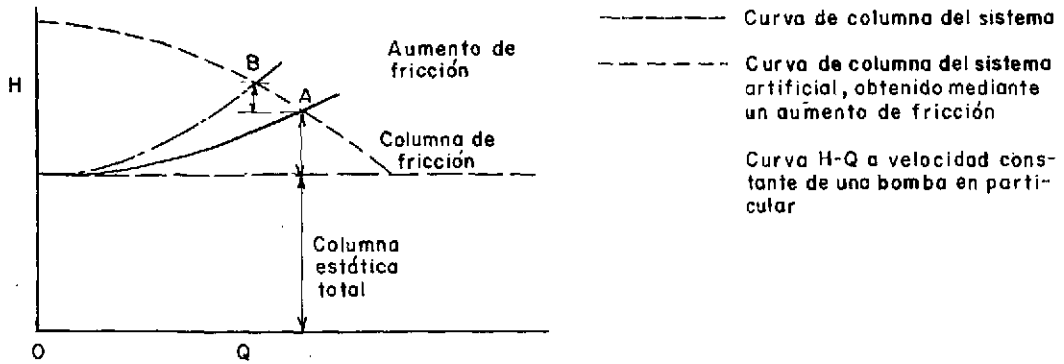 H
B
A
Aumento de
fricción
Columna de
fricción
Columna
estática
total
O
Q
Curva de columna del sistema
Curva de columna del sistema
artificial, obtenido mediante
un aumento de fricción
Curva H-Q a velocidad cons-
tante de una bomba en parti-
cular